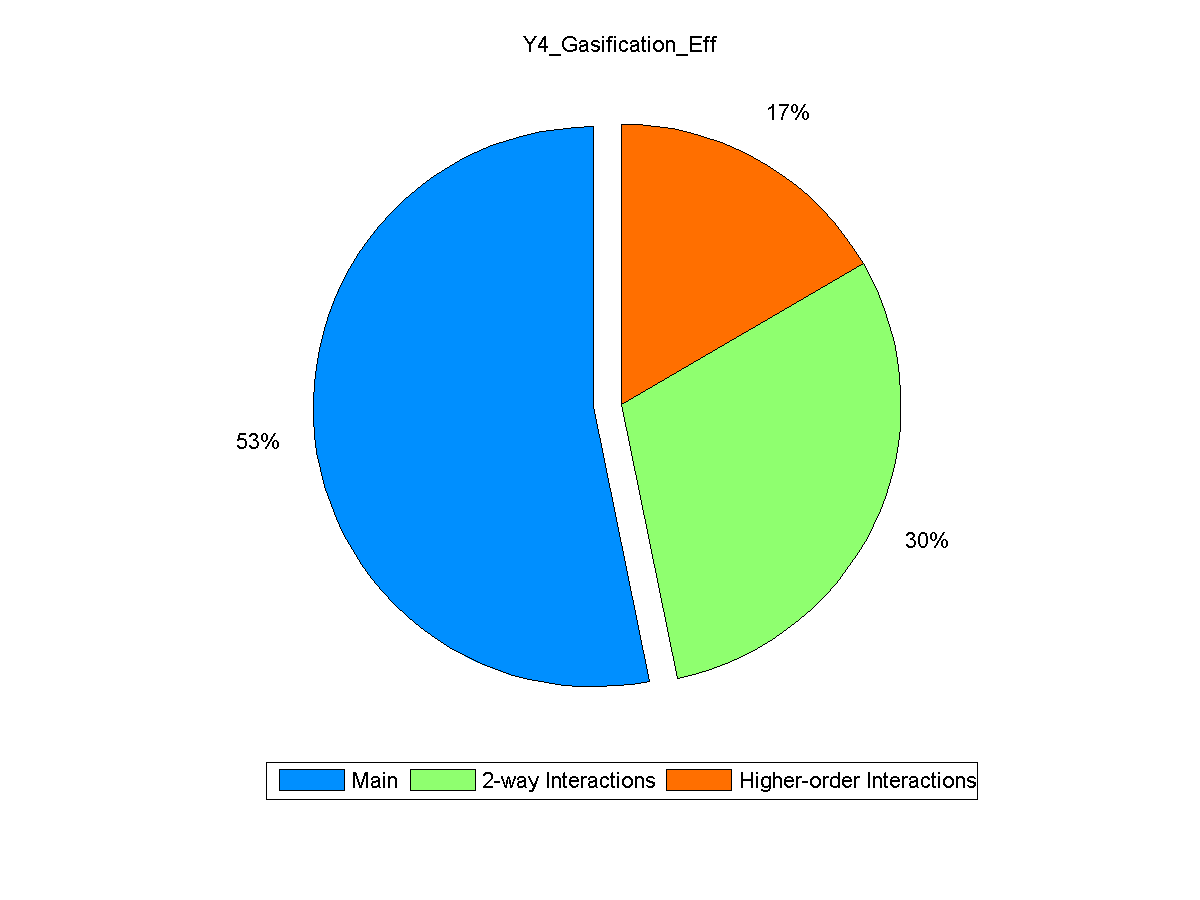 Y4_Gasification_Eff
17%
53%
30%
Main
2-way Interactions
Higher-order Interactions